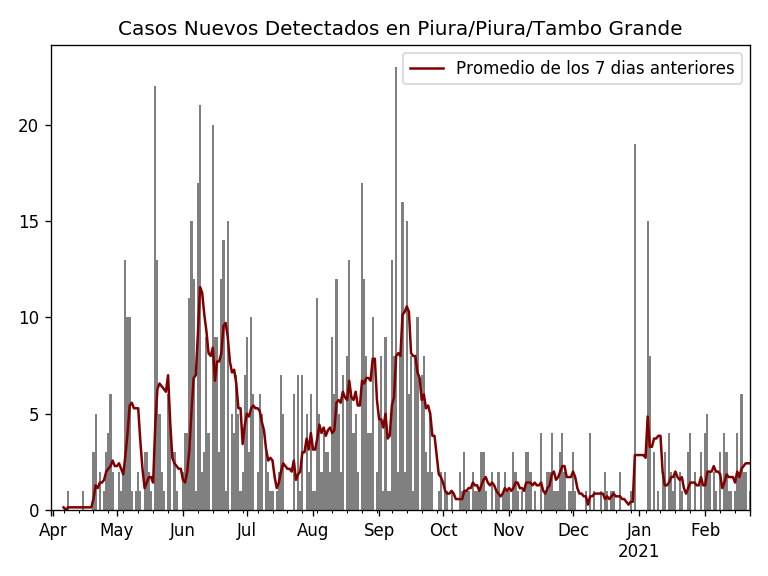 Casos Nuevos Detectados en Piura/Piura/Tambo Grande
Promedio de los 7 dias anteriores
20
15
10
5
0
Apr May Jun Jul Aug Sep Oct Nov Dec Jan Feb
2021